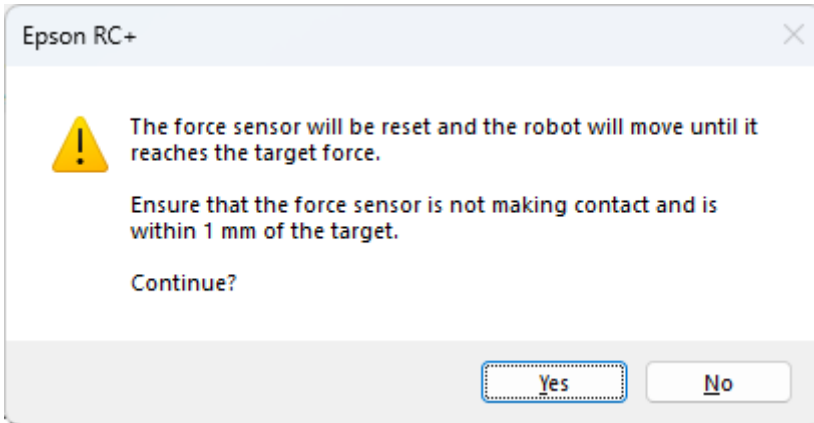 Epson RC+
The force sensor will be reset and the robot will move until it
reaches the target force.
Ensure that the force sensor is not making contact and is
within 1 mm of the target.
Continue?
Yes
No